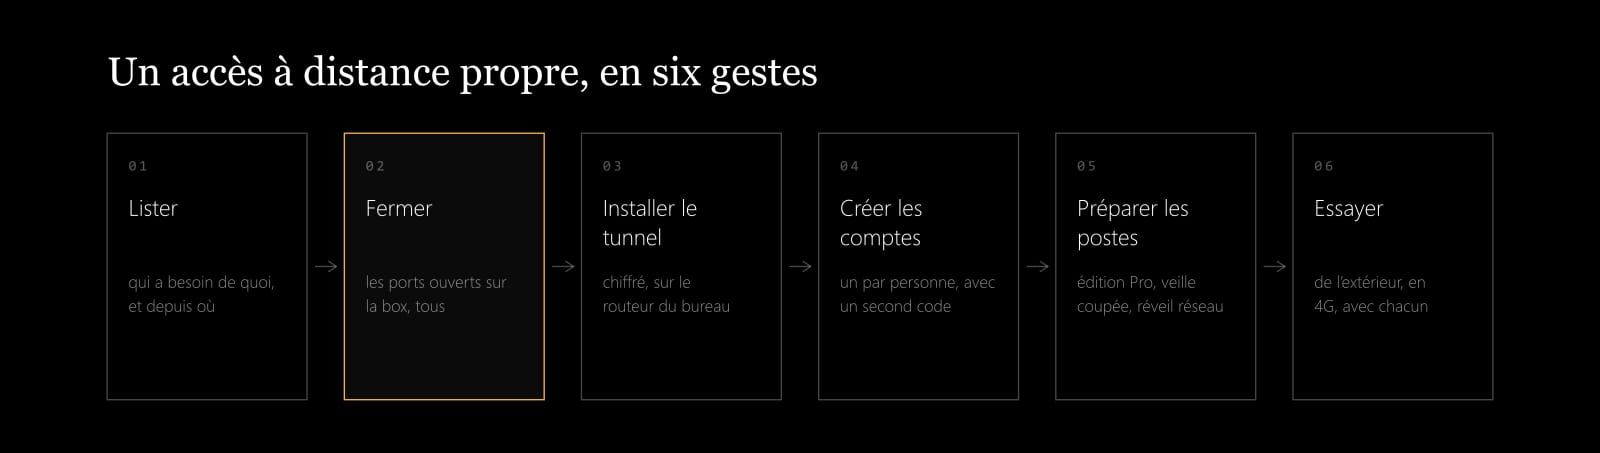 Un accès à distance propre, en six gestes
01
Lister
qui a besoin de quoi,
et depuis où
02
Fermer
les ports ouverts sur
la box, tous
03
Installer le
tunnel
chiffré, sur le
routeur du bureau
04
Créer les
comptes
un par personne, avec
un second code
05
Préparer les
postes
édition Pro, veille
coupée, réveil réseau
06
Essayer
de l’extérieur, en
4G, avec chacun